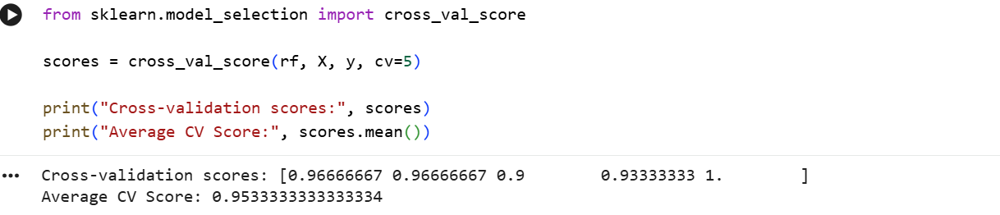 from sklearn.model_selection import cross_val_score
scores = cross_val_score(rf, X, y, cv=5)
print("Cross-validation scores:", scores)
print("Average CV Score:", scores.mean())
Cross-validation scores: [0.96666667 0.96666667 0.9        0.93333333 1.        ]
Average CV Score: 0.9533333333333334